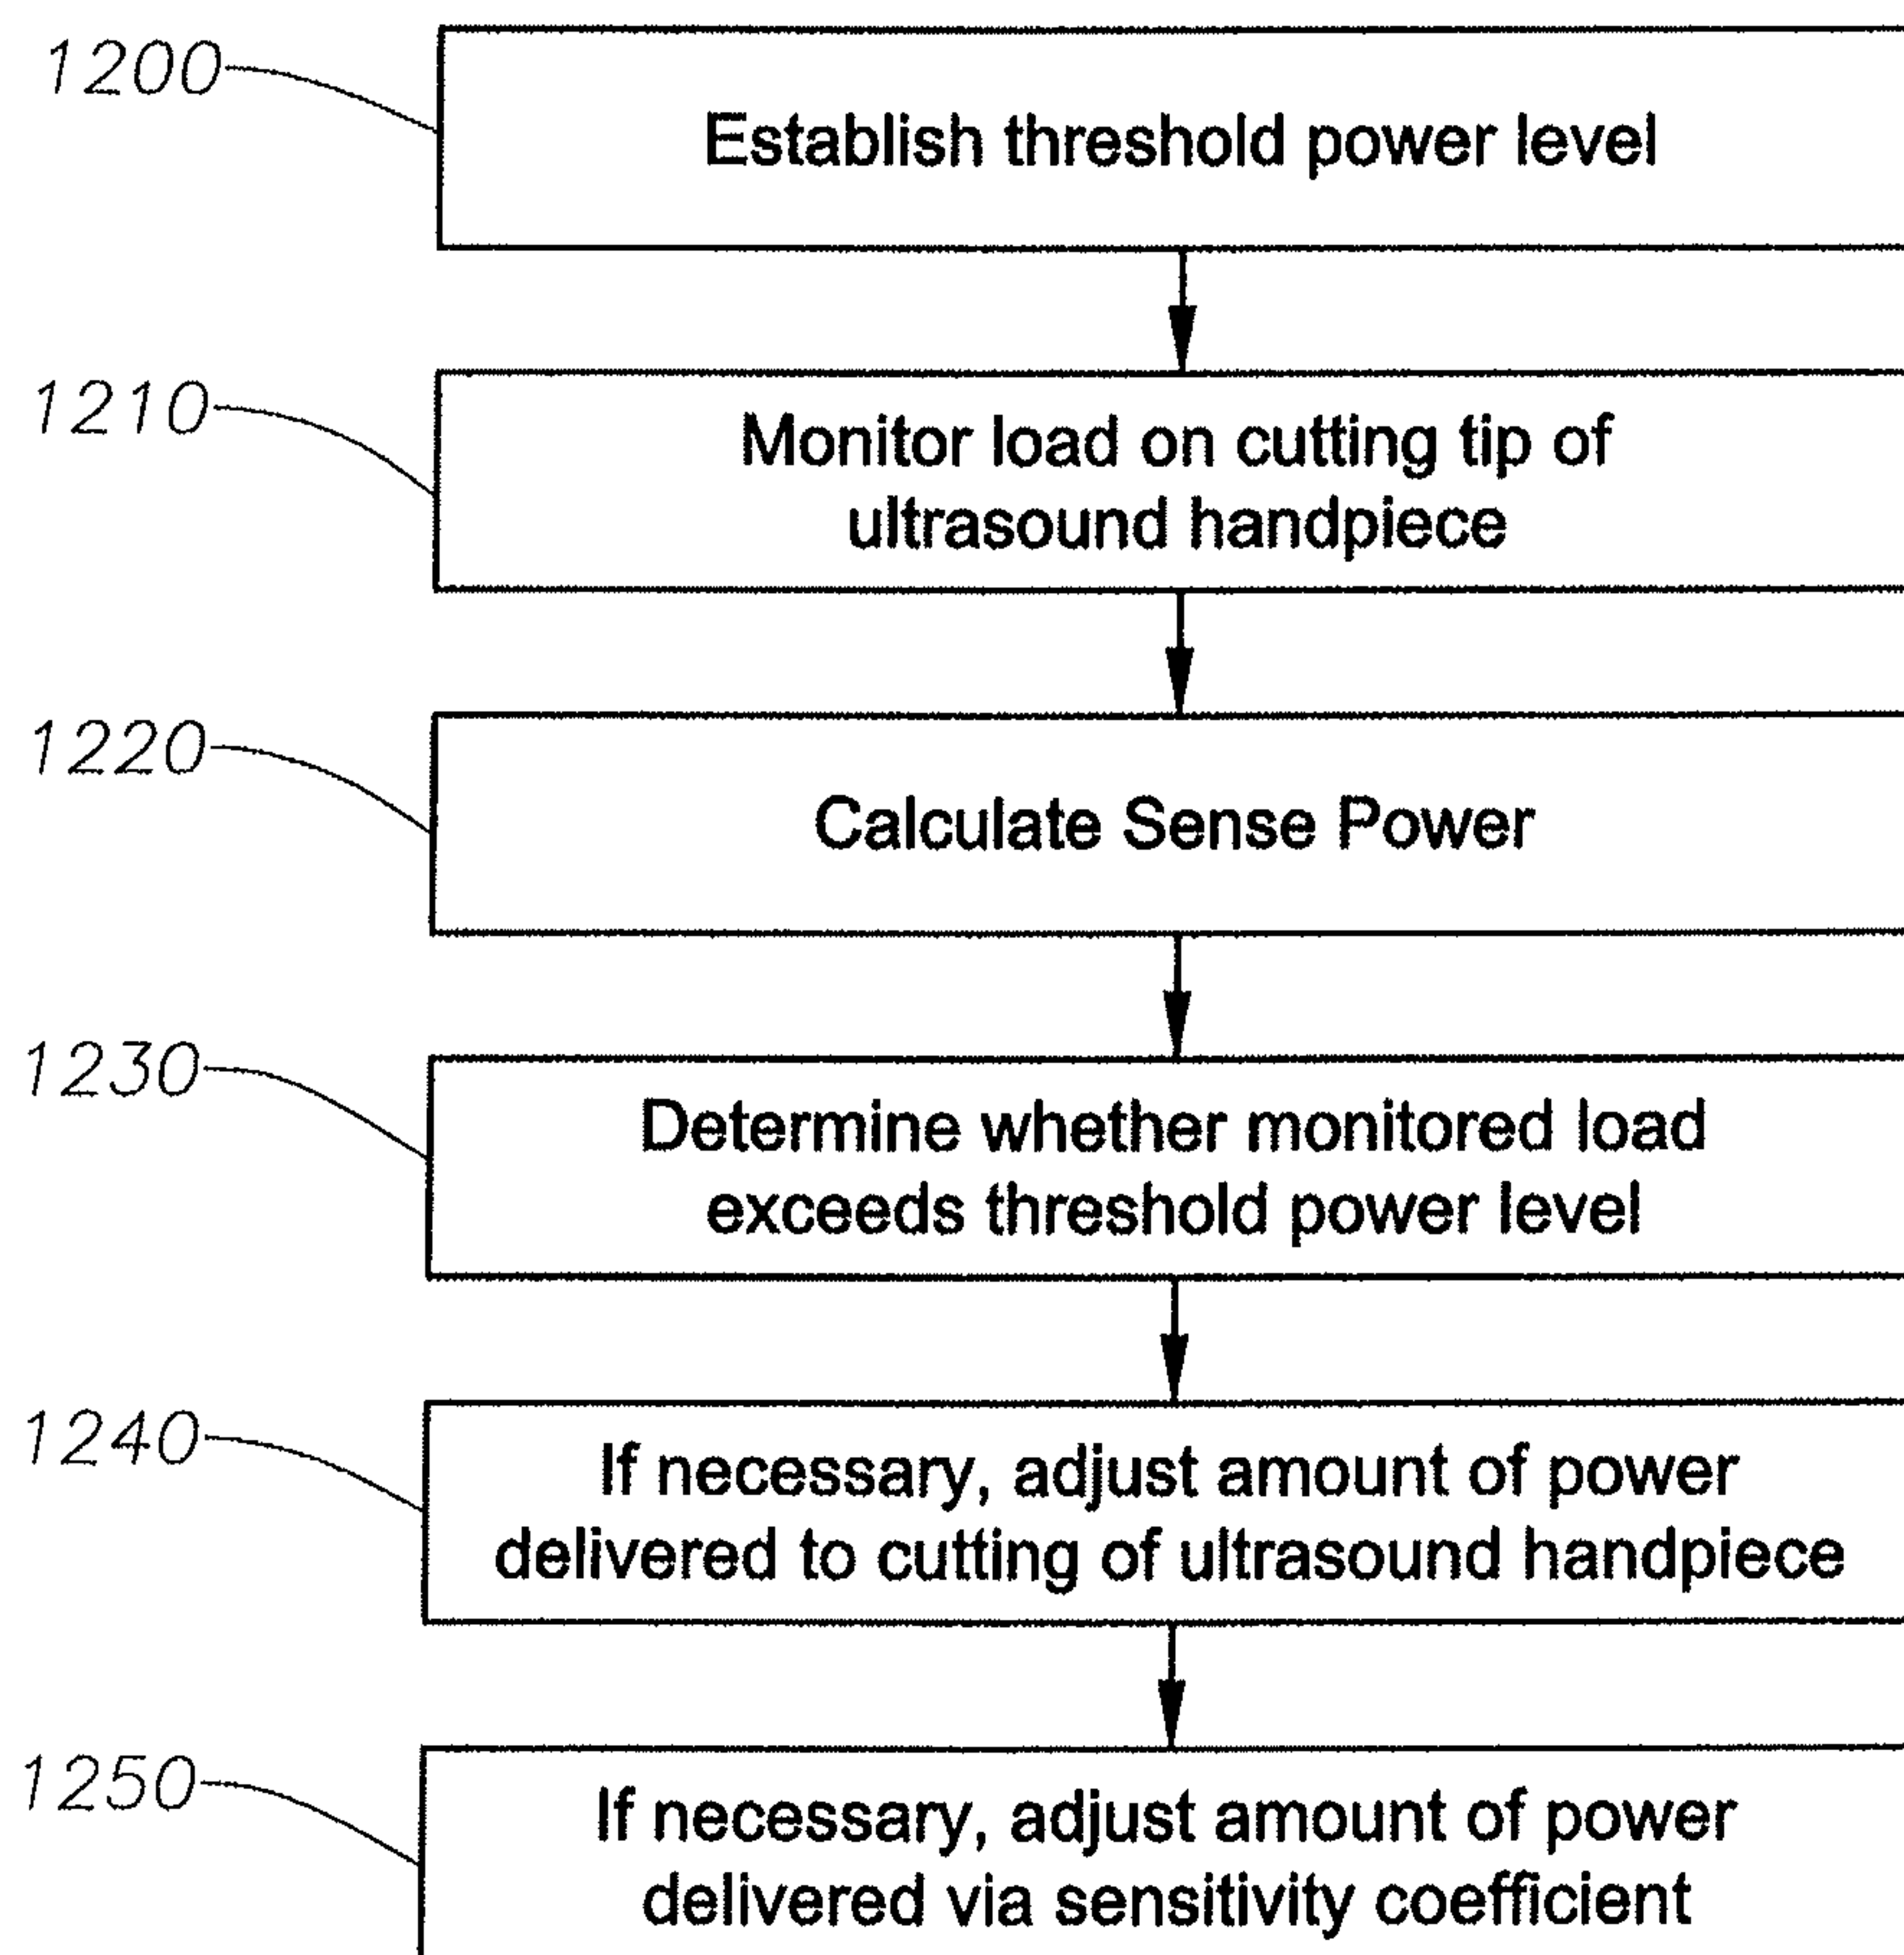 1200
Establish threshold power level
1210
Monitor load on cutting tip of
ultrasound handpiece
1220
Calculate Sense Power
1230
Determine whether monitored load
exceeds threshold power level
1240
If necessary, adjust amount of power
delivered to cutting of ultrasound handpiece
1250
If necessary, adjust amount of power
delivered via sensitivity coefficient